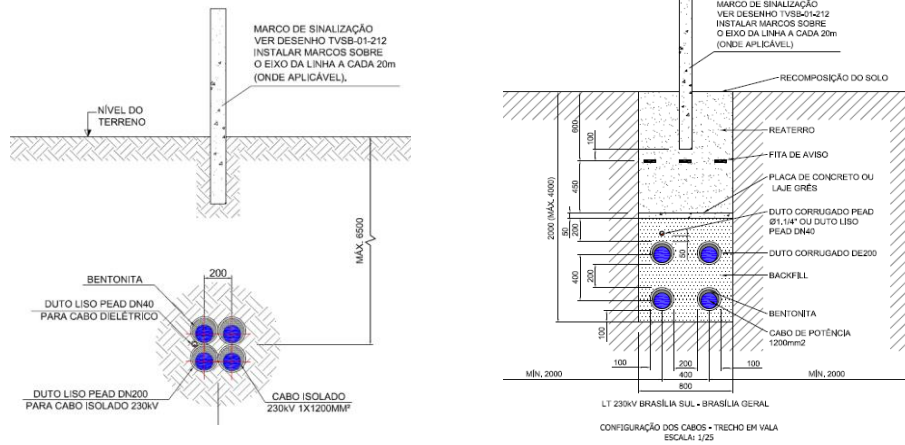 MARCO DE SINALIZAÇÃO
VER DESENHO TVSB-01-212
INSTALAR MARCOS SOBRE
O EIXO DA LINHA A CADA 20m
(ONDE APLICÁVEL).
NÍVEL DO
TERRENO
MÁX. 6500
200
BENTONITA
DUTO LISO PEAD DN40
PARA CABO DIELÉTRICO
DUTO LISO PEAD DN200
PARA CABO ISOLADO 230kV
CABO ISOLADO
230kV 1X1200MM²
MARCO DE SINALIZAÇÃO
VER DESENHO TVSB-01-212
INSTALAR MARCOS SOBRE
O EIXO DA LINHA A CADA 20m
(ONDE APLICÁVEL)
RECOMPOSIÇÃO DO SOLO
REATERRO
FITA DE AVISO
PLACA DE CONCRETO OU
LAJE GRÊS
DUTO CORRUGADO PEAD
Ø1.1/4" OU DUTO LISO
PEAD DN40
DUTO CORRUGADO DE200
BACKFILL
BENTONITA
CABO DE POTÊNCIA
1200mm2
2000 (MÁX. 4000)
600
100
450
50
200
50
400
200
100
100
200
100
MÍN. 2000
400
MÍN. 2000
800
LT 230kV BRASÍLIA SUL - BRASÍLIA GERAL
CONFIGURAÇÃO DOS CABOS - TRECHO EM VALA
ESCALA: 1/25